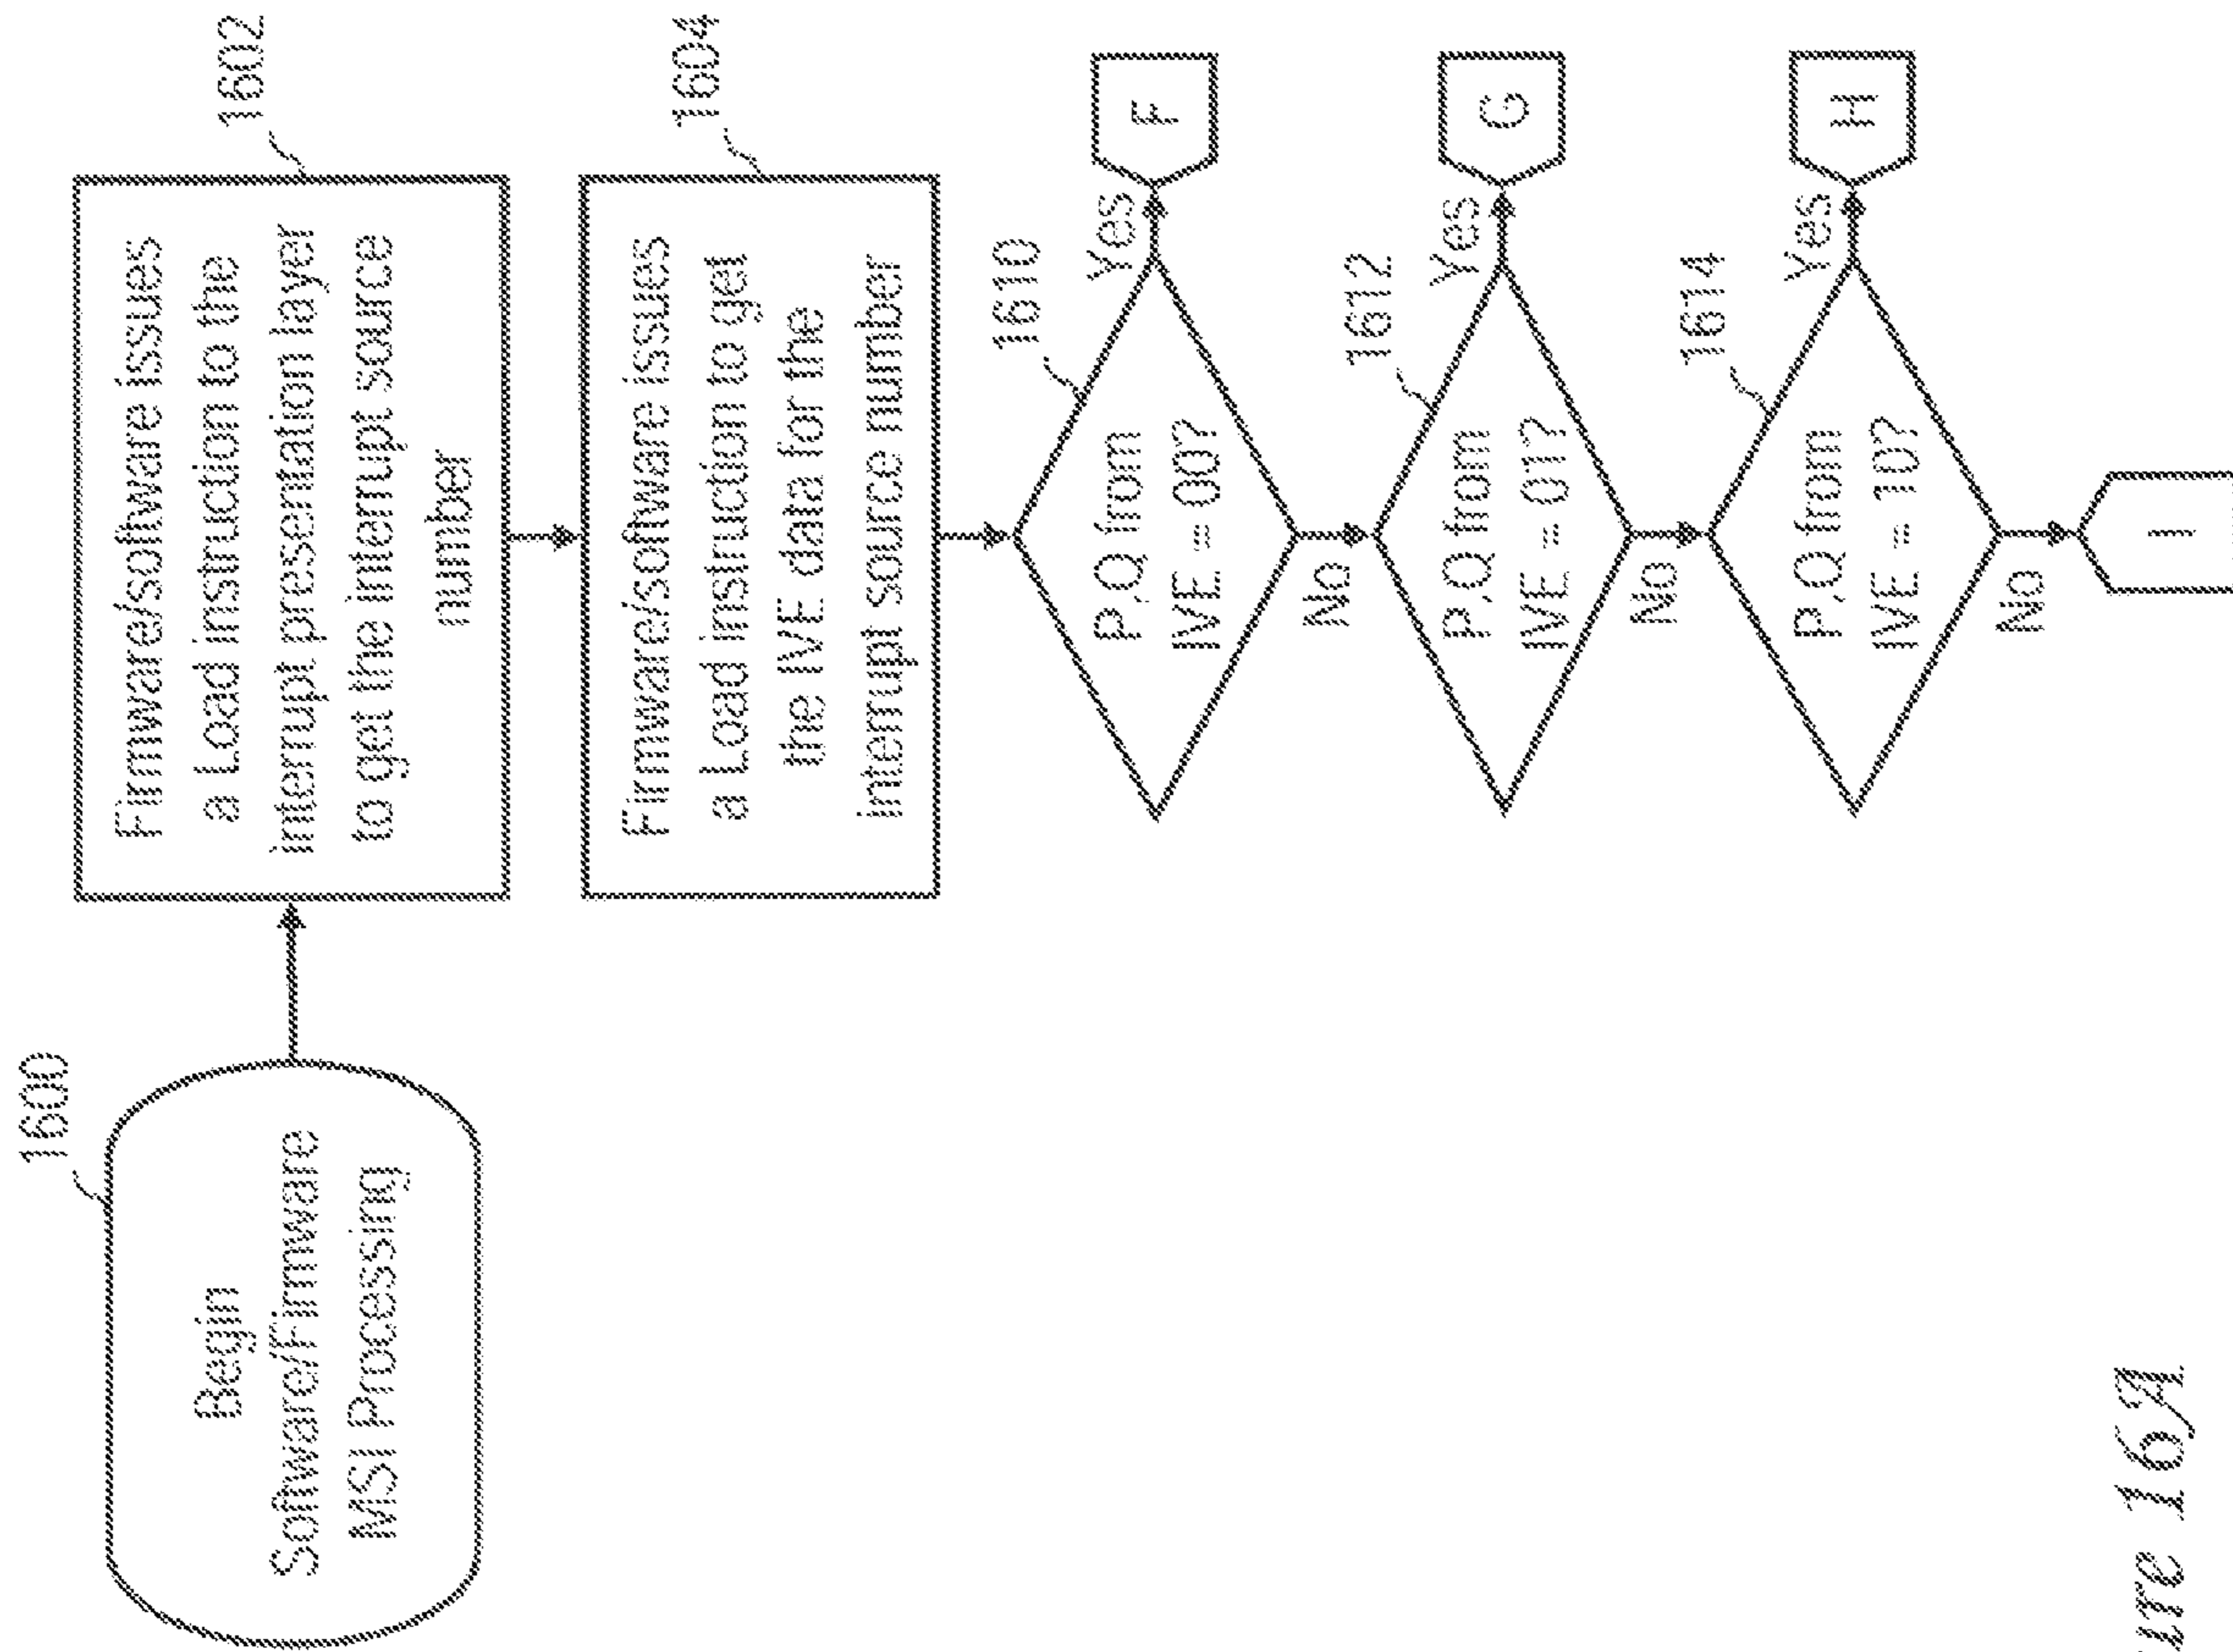 1600
Begin
Software/Firmware
MSI Processing
1602
Firmware/software issues
a Load instruction to the
interrupt presentation layer
to get the interrupt source
number
1604
Firmware/software issues
a Load instruction to get
the IVE data for the
interrupt source number
1610
P,Q from
IVE = 00?
Yes
F
No
1612
P,Q from
IVE = 01?
Yes
G
No
1614
P,Q from
IVE = 10?
Yes
H
No
I
ure 16A